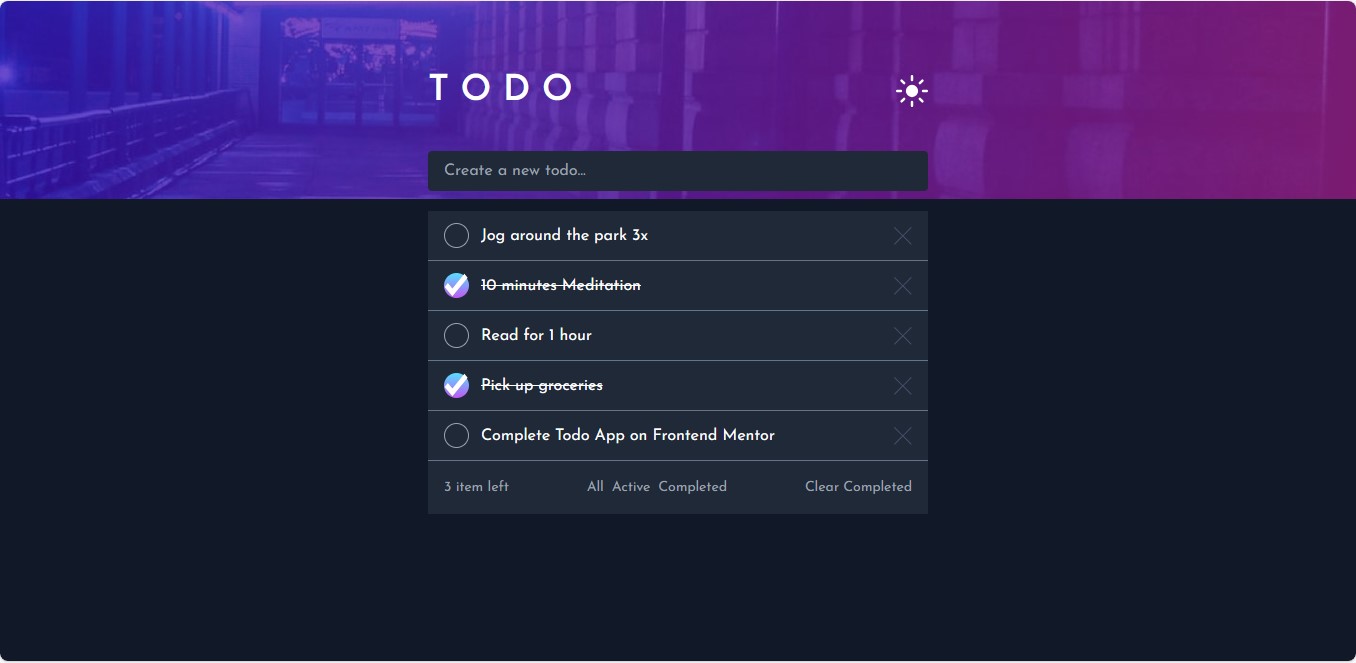 TODO
Create a new todo...
Jog around the park 3x
10 minutes Meditation
Read for 1 hour
Pick up groceries
Complete Todo App on Frontend Mentor
3 item left All Active Completed Clear Completed